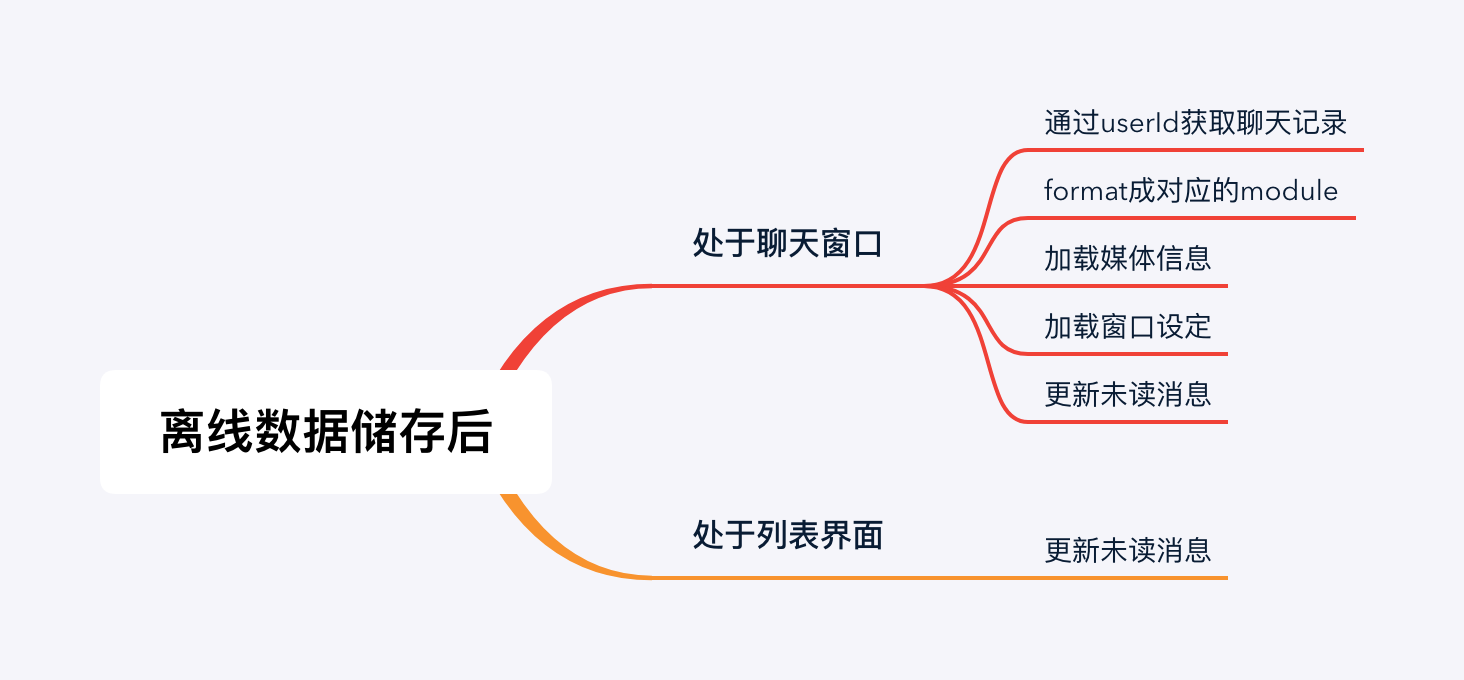 离线数据储存后
处于聊天窗口
通过userId获取聊天记录
format成对应的module
加载媒体信息
加载窗口设定
更新未读消息
处于列表界面
更新未读消息